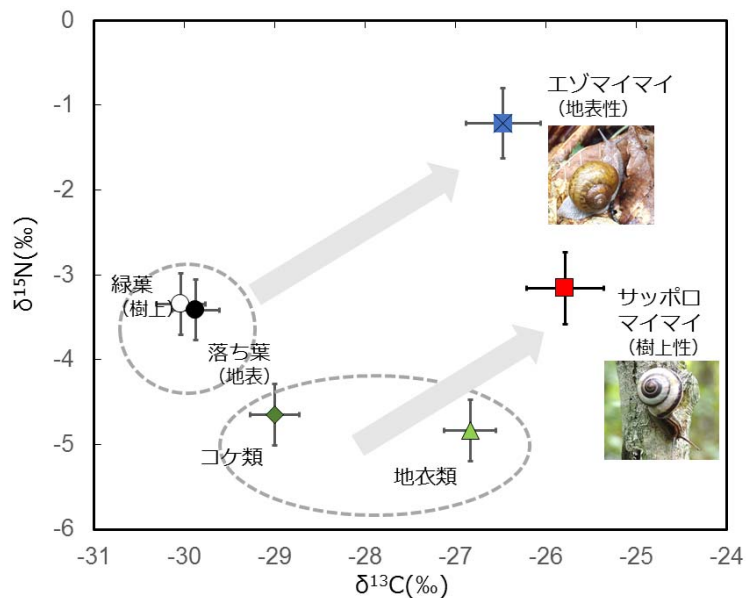 0
-1
-2
-3
-4
-5
-6
δ15N(‰)
エゾマイマイ
（地表性）
緑葉
（樹上）
落ち葉
（地表）
サッポロ
マイマイ
（樹上性）
コケ類
地衣類
-31 -30 -29 -28 -27 -26 -25 -24
δ13C(‰)